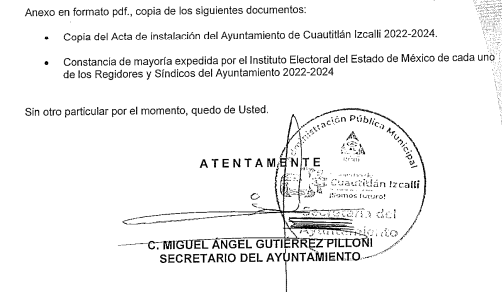 Anexo en formato pdf., copia de los siguientes documentos:
• Copia del Acta de instalación del Ayuntamiento de Cuautitlán Izcalli 2022-2024.
• Constancia de mayoría expedida por el Instituto Electoral del Estado de México de cada uno
de los Regidores y Síndicos del Ayuntamiento 2022-2024
Sin otro particular por el momento, quedo de Usted.
Administración Pública Municipal
ATENTAMENTE
Cuautitlán Izcalli
¡Somos futuro!
Secretaría del
Ayuntamiento
C. MIGUEL ÁNGEL GUTIÉRREZ PILLONI
SECRETARIO DEL AYUNTAMIENTO